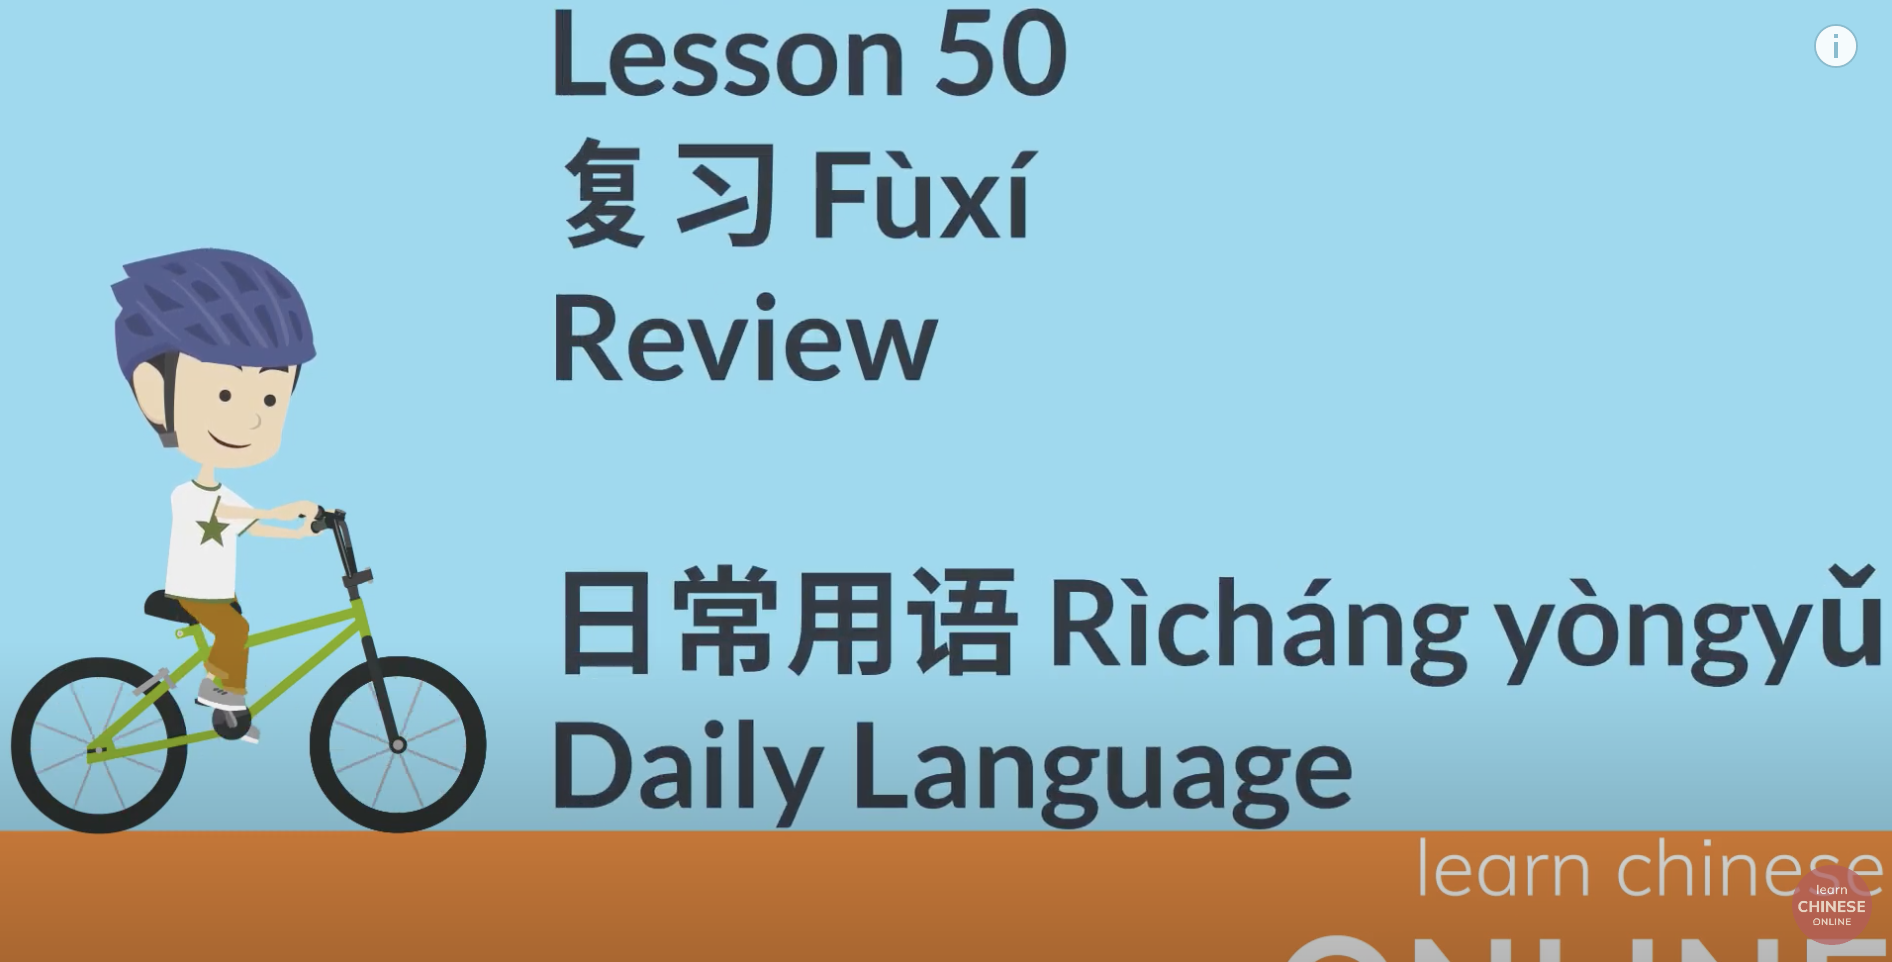 Lesson 50
复习 Fùxí
Review
日常用语 Rìcháng yòngyǔ
Daily Language
learn chinese
ONLINE
learn
CHINESE
ONLINE